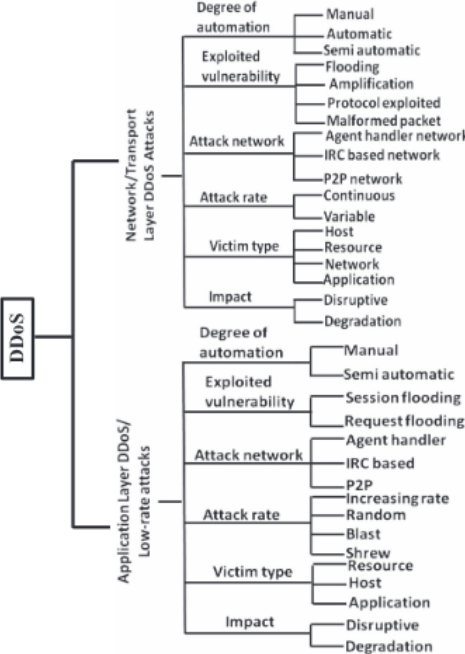 DDoS
Network/Transport
Layer DDoS Attacks
Degree of
automation
Manual
Automatic
Semi automatic
Exploited
vulnerability
Flooding
Amplification
Protocol exploited
Malformed packet
Attack network
Agent handler network
IRC based network
P2P network
Attack rate
Continuous
Variable
Victim type
Host
Resource
Network
Application
Impact
Disruptive
Degradation
Application Layer DDoS/
Low-rate attacks
Degree of
automation
Manual
Semi automatic
Exploited
vulnerability
Session flooding
Request flooding
Attack network
Agent handler
IRC based
P2P
Attack rate
Increasing rate
Random
Blast
Shrew
Victim type
Resource
Host
Application
Impact
Disruptive
Degradation